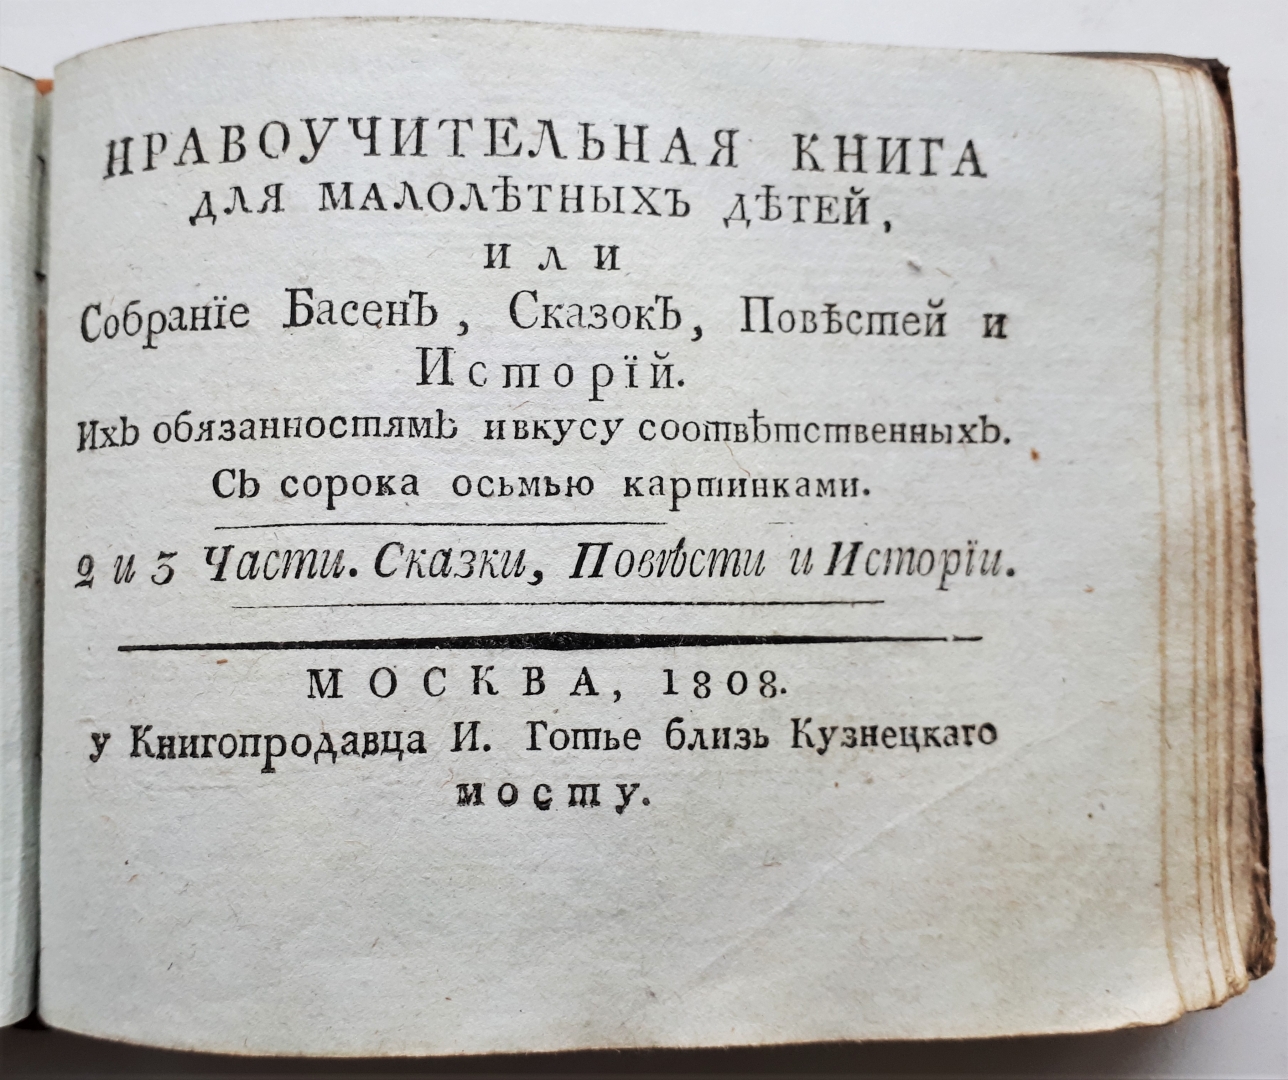 НРАВОУЧИТЕЛЬНАЯ КНИГА
ДЛЯ МАЛОЛѢТНЫХЪ ДѢТЕЙ,
ИЛИ
Собранїе Басенъ, Сказокъ, Повѣстей и
Исторїй.
Ихъ обязанностямъ ивкусу соотвѣтственныхъ.
Съ сорока осьмью картинками.
2 и 3 Части. Сказки, Повѣсти и Исторїи.
МОСКВА, 1808.
у Книгопродавца И. Готье близь Кузнецкаго
мосту.